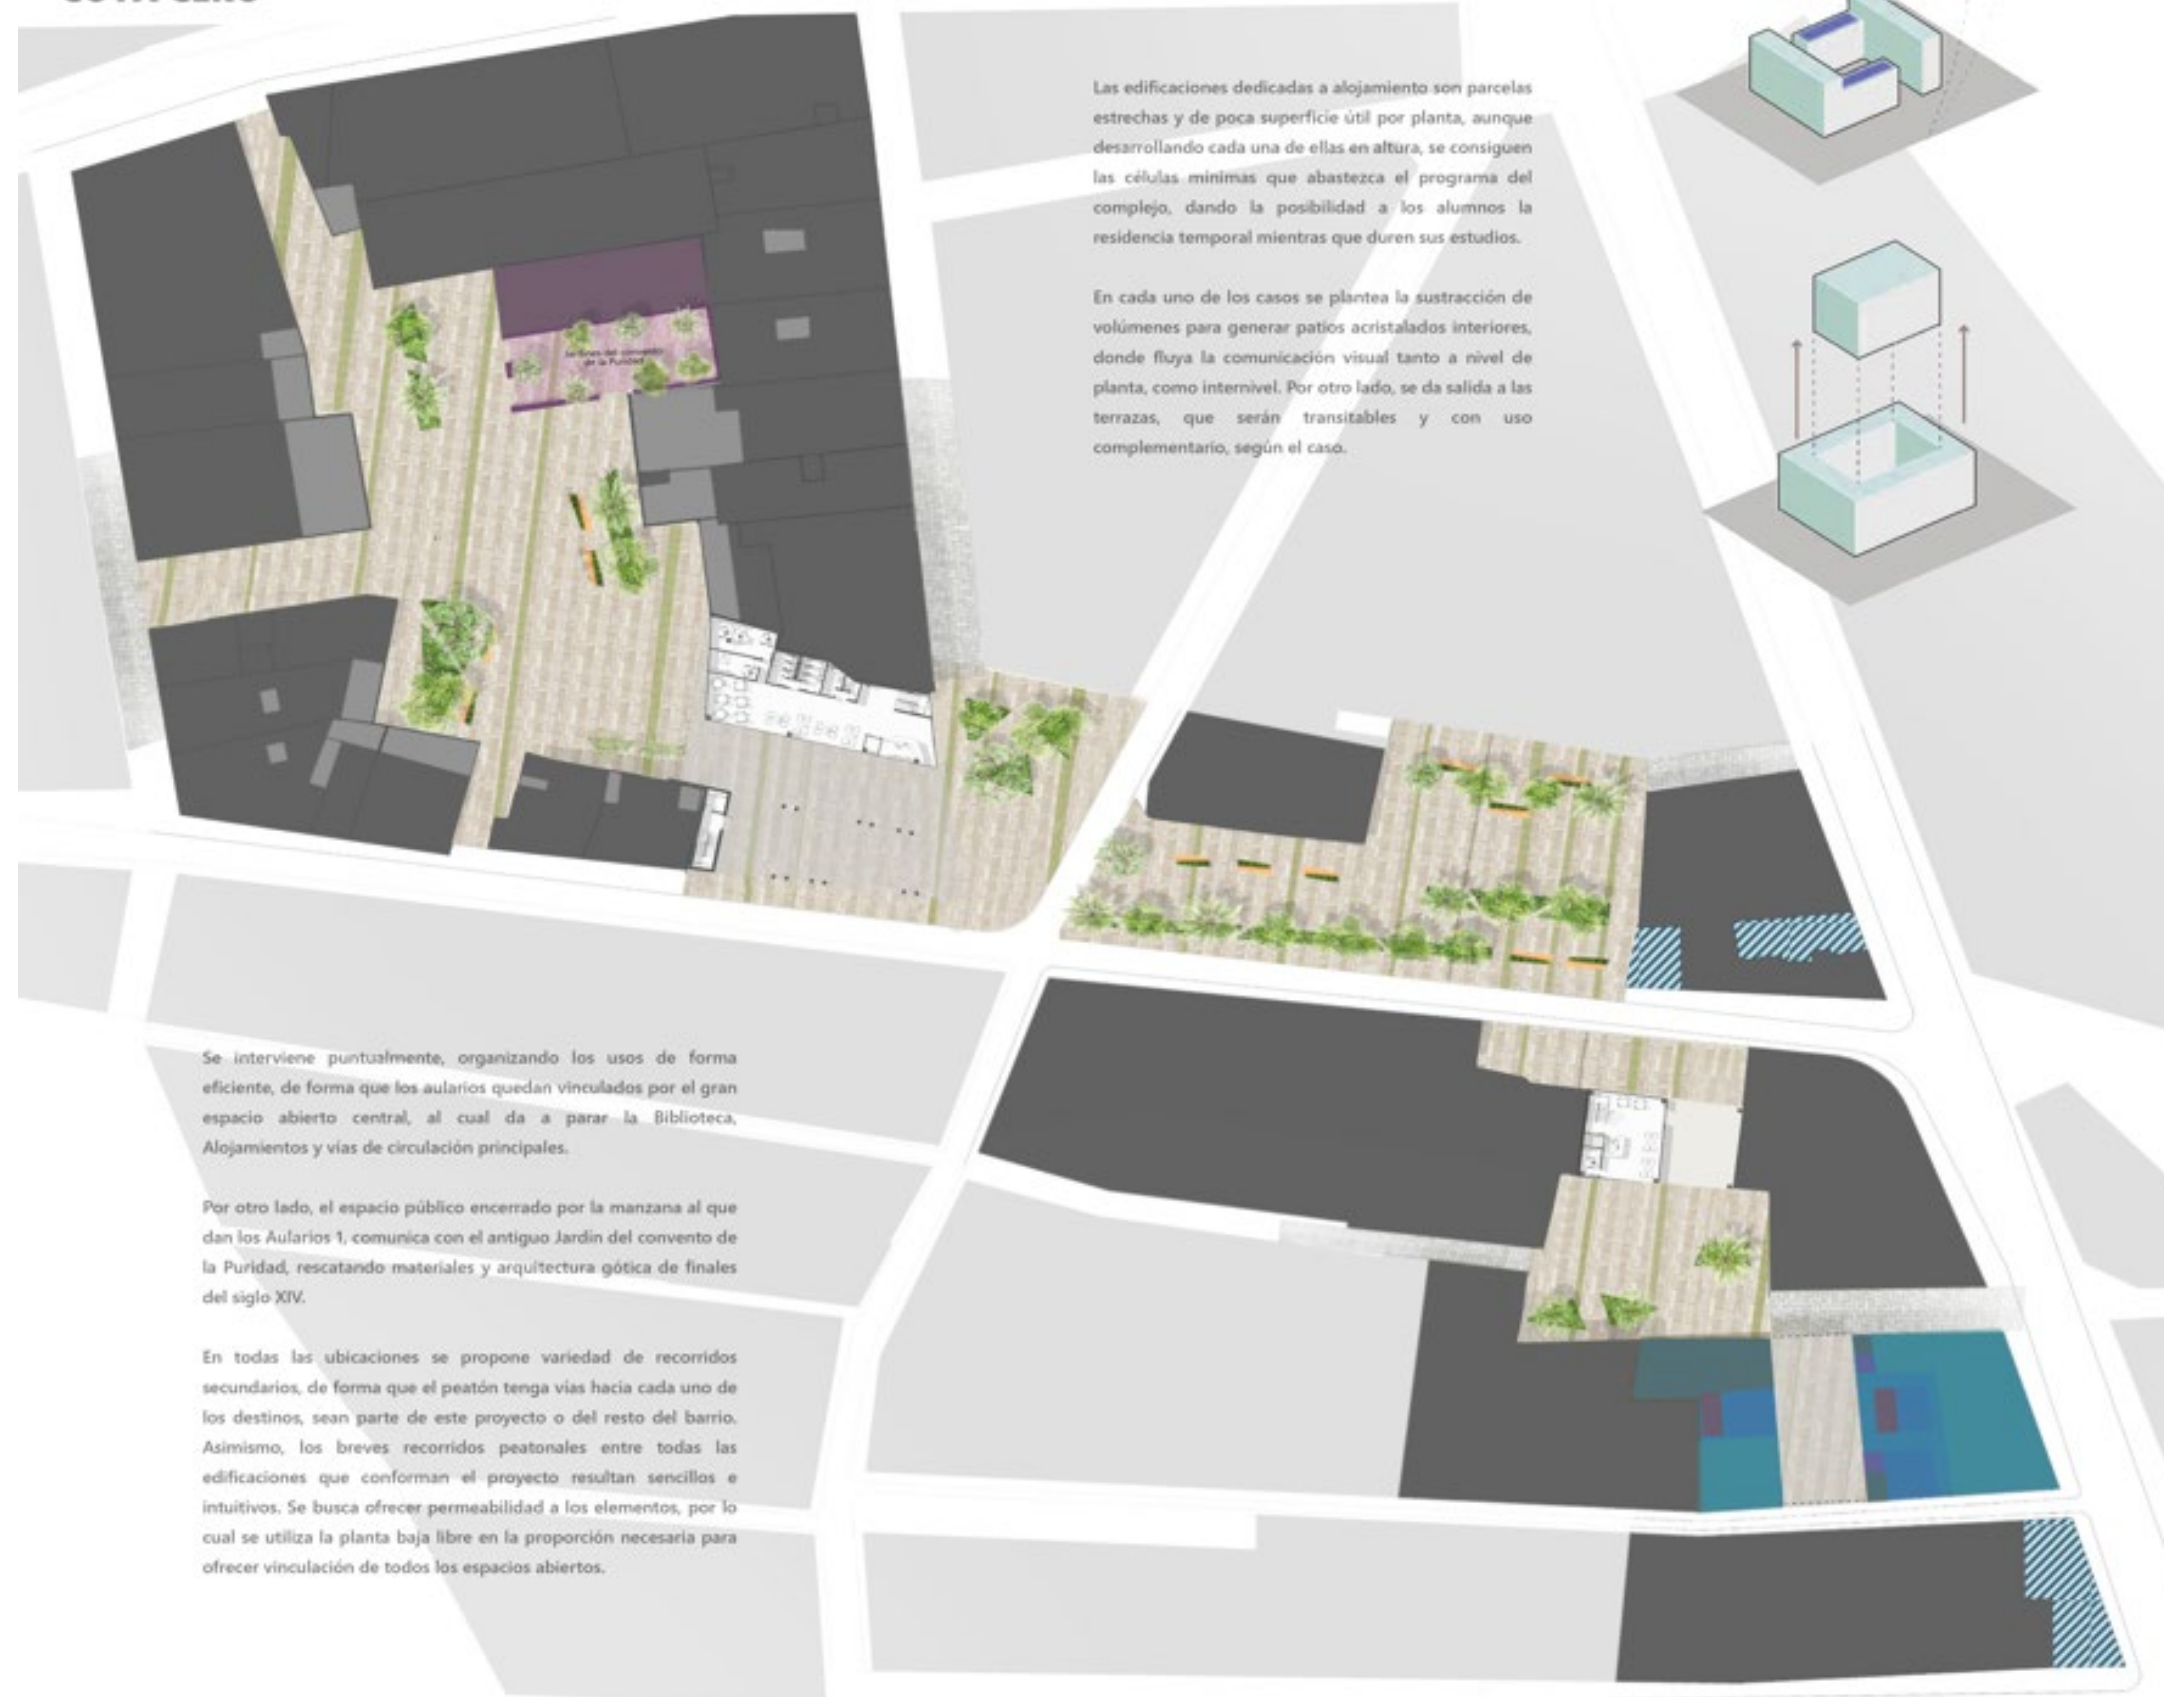 Las edificaciones dedicadas a alojamiento son parcelas
estrechas y de poca superficie útil por planta, aunque
desarrollando cada una de ellas en altura, se consiguen
las células mínimas que abastezca el programa del
complejo, dando la posibilidad a los alumnos la
residencia temporal mientras que duren sus estudios.
En cada uno de los casos se plantea la sustracción de
volúmenes para generar patios acristalados interiores,
donde fluya la comunicación visual tanto a nivel de
planta, como internivel. Por otro lado, se da salida a las
terrazas, que serán transitables y con uso
complementario, según el caso.
Jardines del convento
de la Puridad
Se interviene puntualmente, organizando los usos de forma
eficiente, de forma que los aularios quedan vinculados por el gran
espacio abierto central, al cual da a parar la Biblioteca,
Alojamientos y vías de circulación principales.
Por otro lado, el espacio público encerrado por la manzana al que
dan los Aularios 1, comunica con el antiguo Jardín del convento de
la Puridad, rescatando materiales y arquitectura gótica de finales
del siglo XIV.
En todas las ubicaciones se propone variedad de recorridos
secundarios, de forma que el peatón tenga vías hacia cada uno de
los destinos, sean parte de este proyecto o del resto del barrio.
Asimismo, los breves recorridos peatonales entre todas las
edificaciones que conforman el proyecto resultan sencillos e
intuitivos. Se busca ofrecer permeabilidad a los elementos, por lo
cual se utiliza la planta baja libre en la proporción necesaria para
ofrecer vinculación de todos los espacios abiertos.